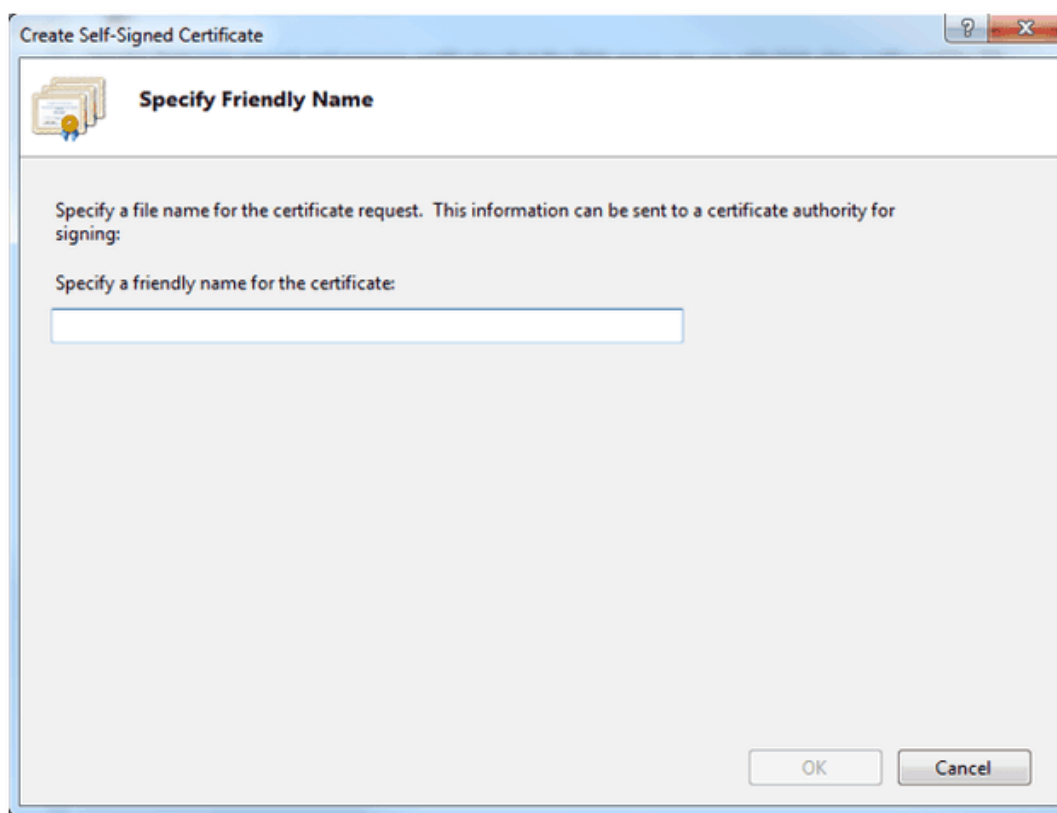 Create Self-Signed Certificate
Specify Friendly Name
Specify a file name for the certificate request.  This information can be sent to a certificate authority for
signing:
Specify a friendly name for the certificate:
OK
Cancel